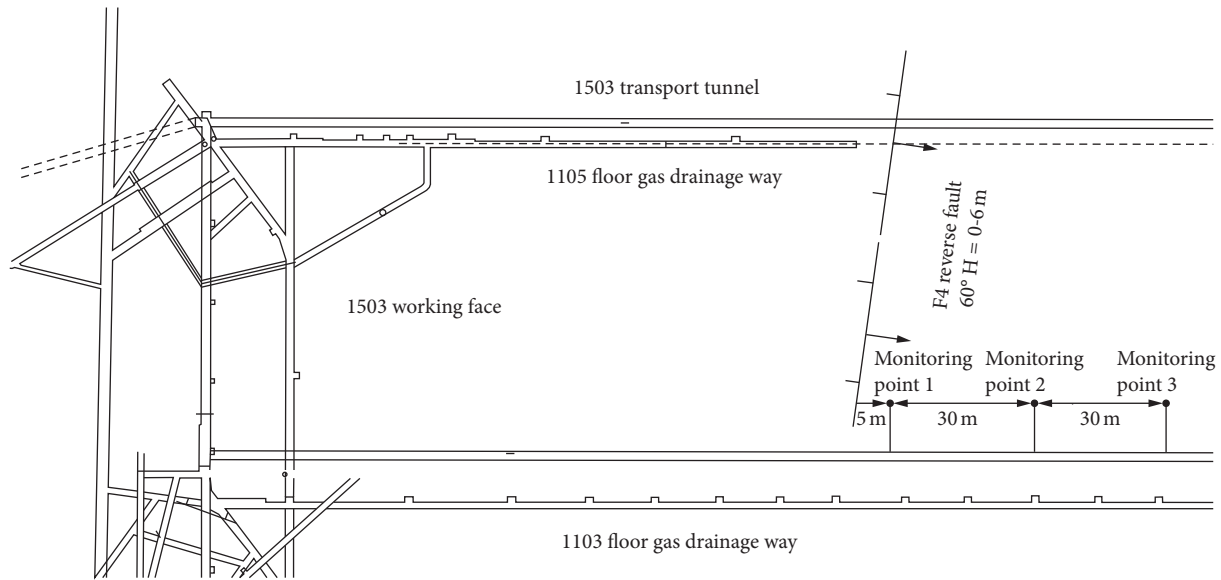 1503 transport tunnel
1105 floor gas drainage way
F4 reverse fault
60° H = 0-6 m
1503 working face
Monitoring
point 1
Monitoring
point 2
Monitoring
point 3
5 m
30 m
30 m
1103 floor gas drainage way